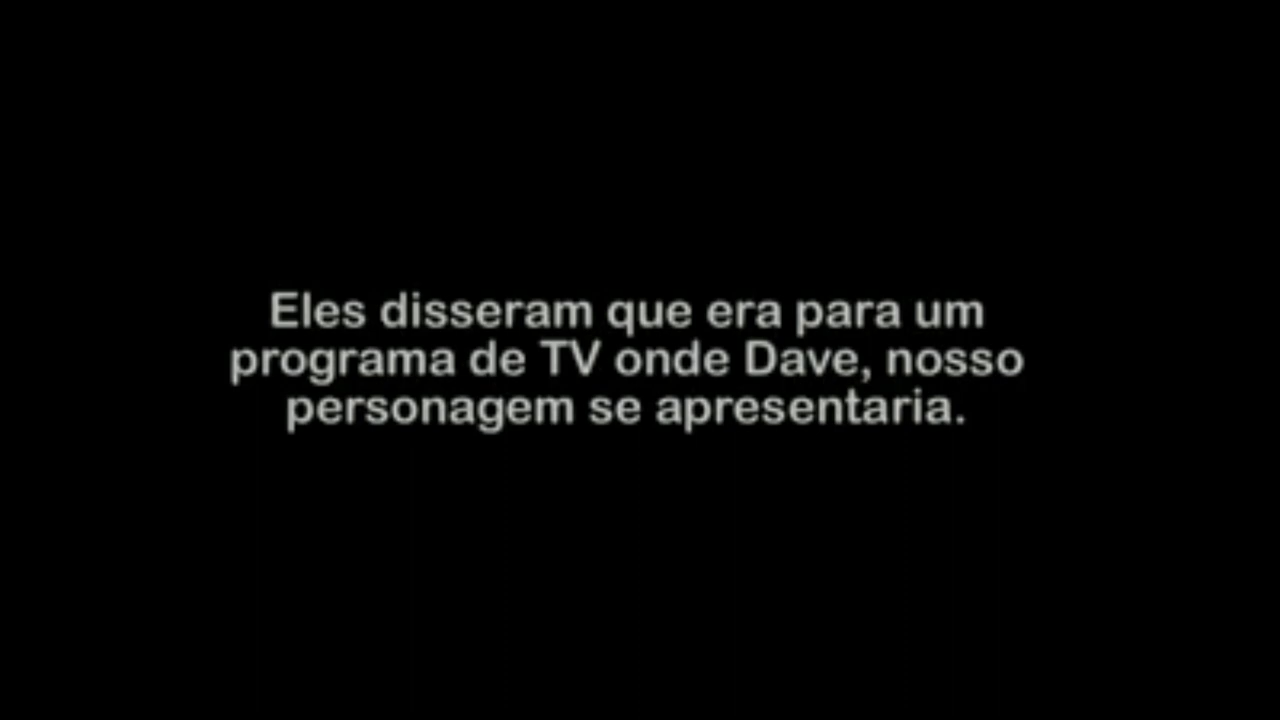 Eles disseram que era para um
programa de TV onde Dave, nosso
personagem se apresentaria.